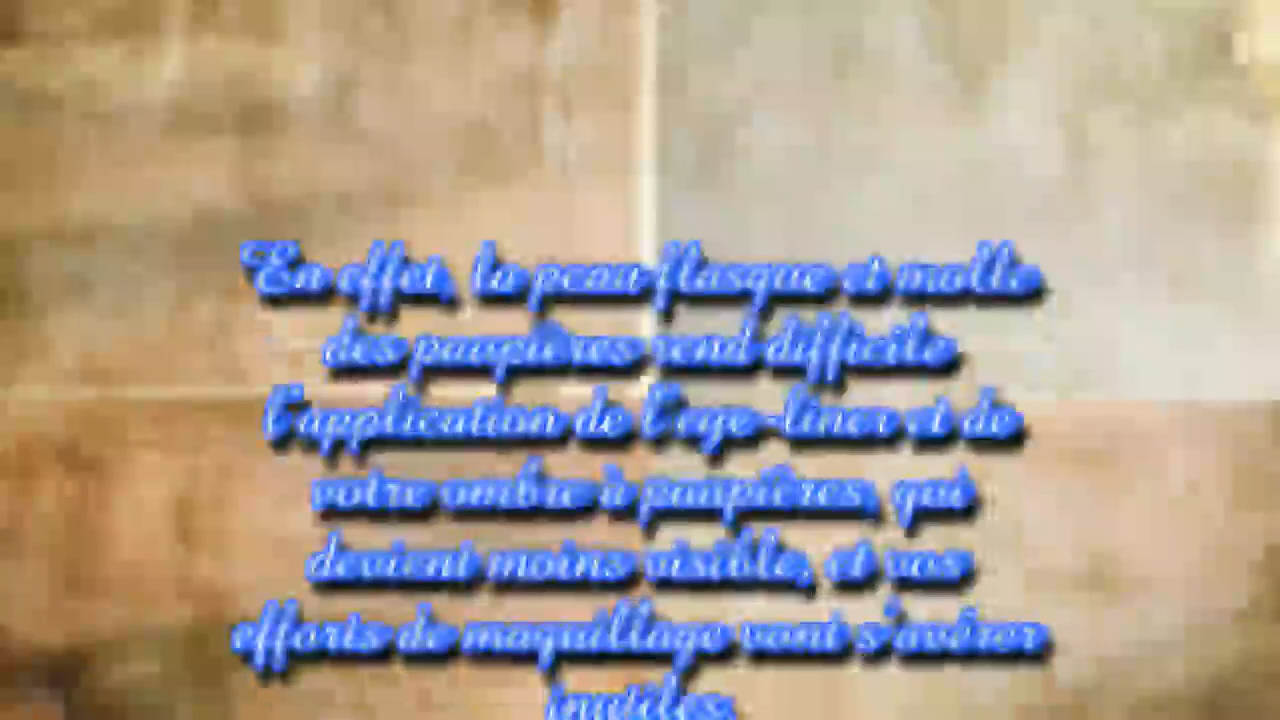 En effet, la peau flasque et molle
des paupières rend difficile
l'application de l'eye-liner et de
votre ombre à paupières, qui
devient moins visible, et vos
efforts de maquillage vont s'avérer
inutiles.